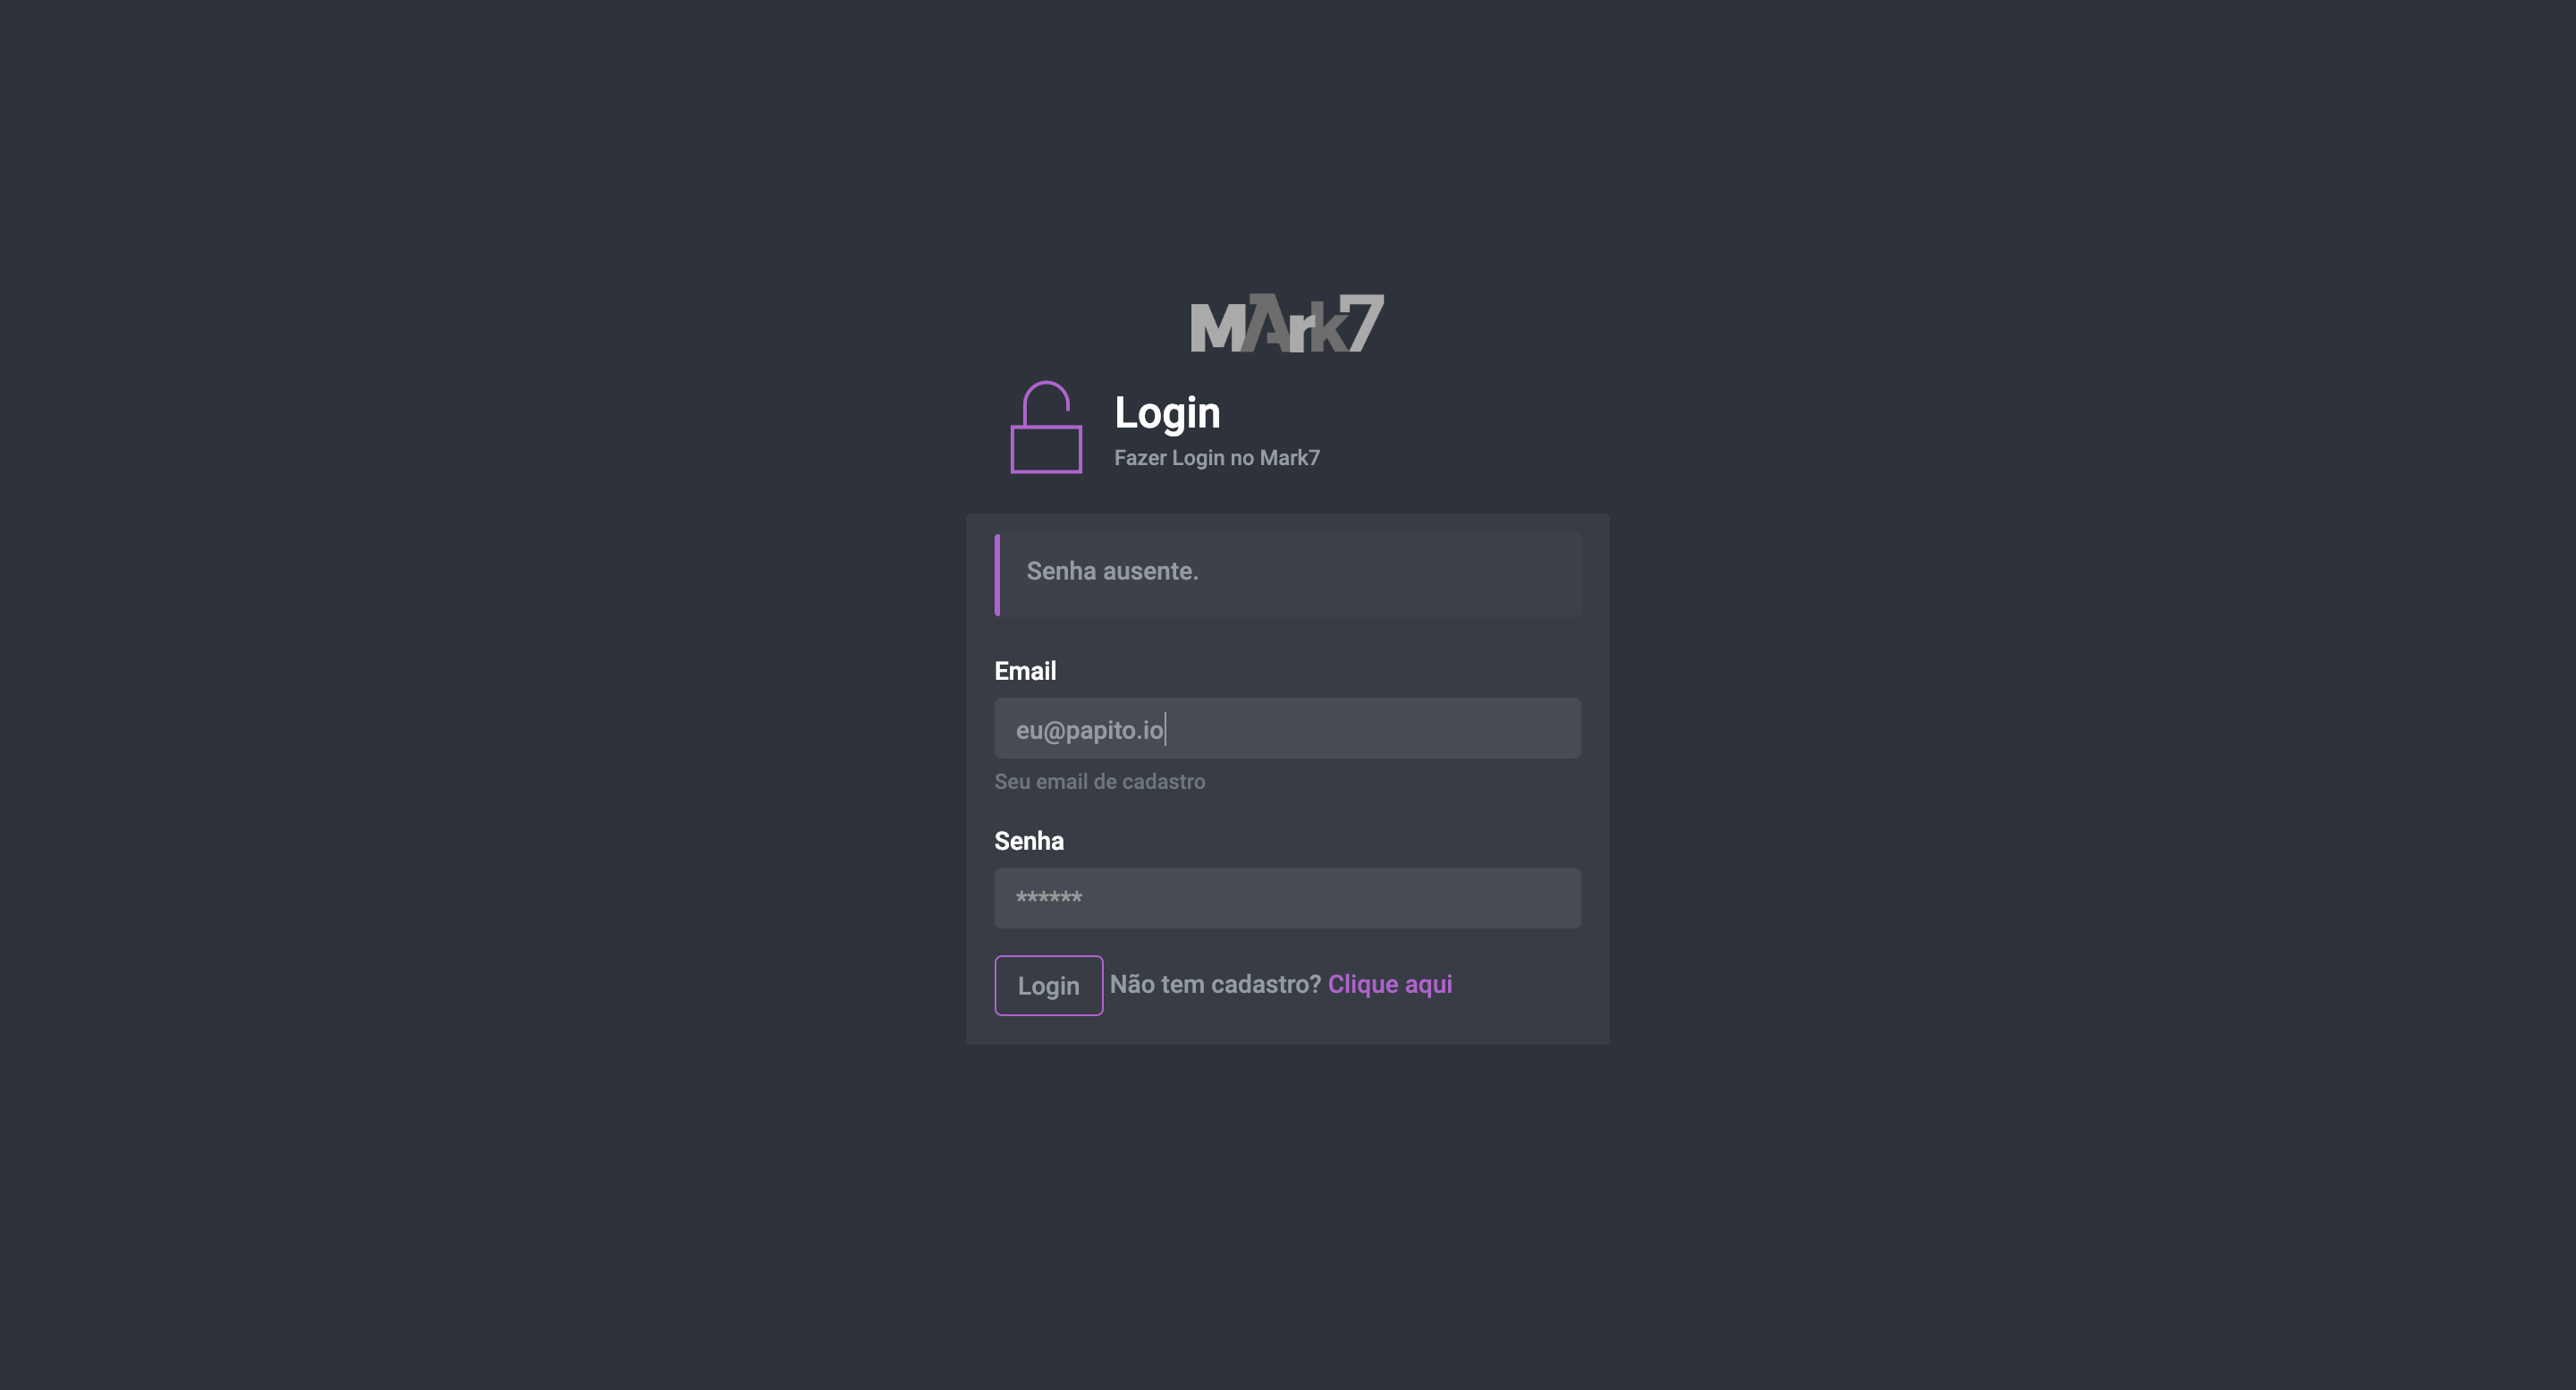 MArk7
Login
Fazer Login no Mark7
Senha ausente.
Email
eu@papito.io
Seu email de cadastro
Senha
******
Login Não tem cadastro? Clique aqui